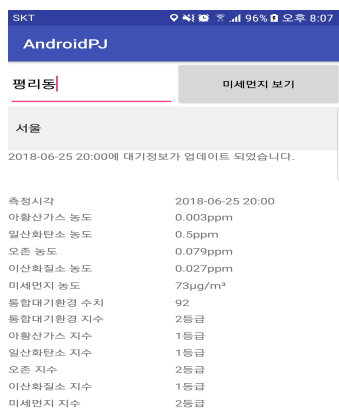 SKT 96% 오후 8:07
AndroidPJ
평리동 미세먼지 보기
서울
2018-06-25 20:00에 대기정보가 업데이트 되었습니다.
측정시각 2018-06-25 20:00
아황산가스 농도 0.003ppm
일산화탄소 농도 0.5ppm
오존 농도 0.079ppm
이산화질소 농도 0.027ppm
미세먼지 농도 73μg/m³
통합대기환경 수치 92
통합대기환경 지수 2등급
아황산가스 지수 1등급
일산화탄소 지수 1등급
오존 지수 2등급
이산화질소 지수 1등급
미세먼지 지수 2등급